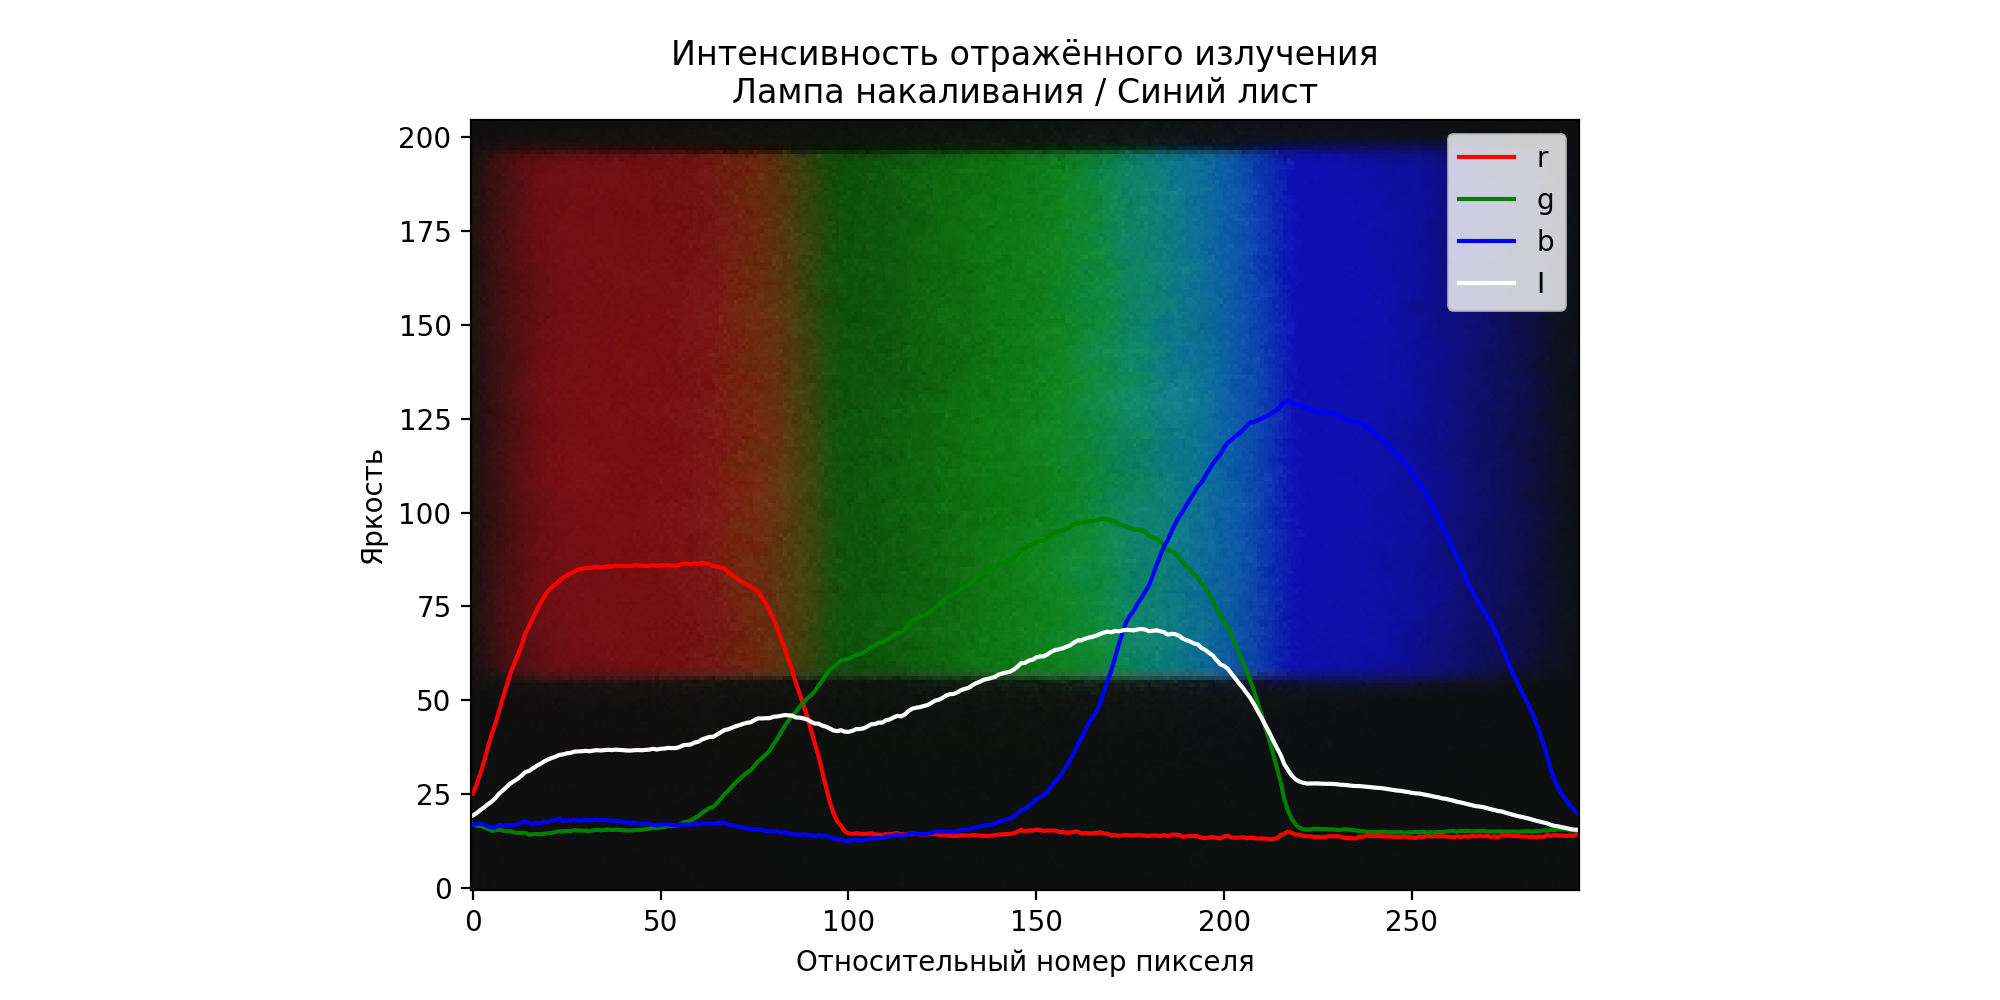 Интенсивность отражённого излучения
Лампа накаливания / Синий лист
200
175
150
125
100
75
50
25
0
Яркость
r
g
b
l
0 50 100 150 200 250
Относительный номер пикселя